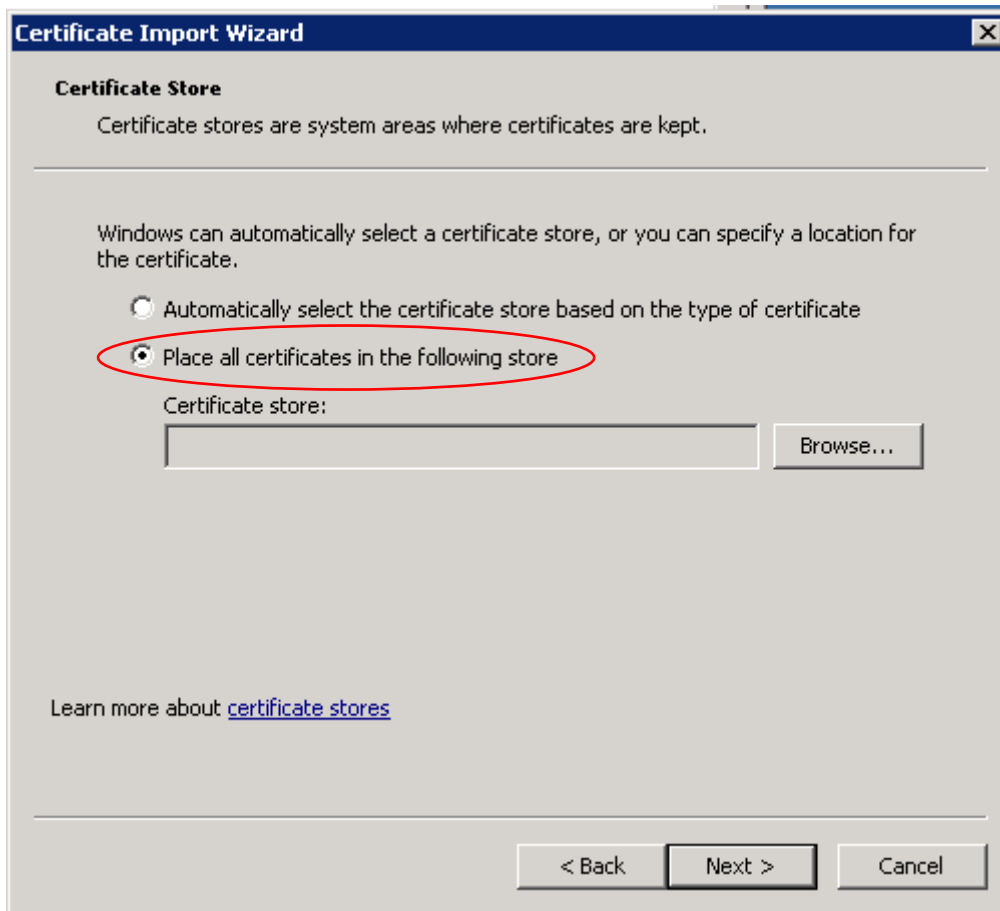 Certificate Import Wizard
Certificate Store
Certificate stores are system areas where certificates are kept.
Windows can automatically select a certificate store, or you can specify a location for
the certificate.
Automatically select the certificate store based on the type of certificate
Place all certificates in the following store
Certificate store:
Browse...
Learn more about certificate stores
< Back
Next >
Cancel